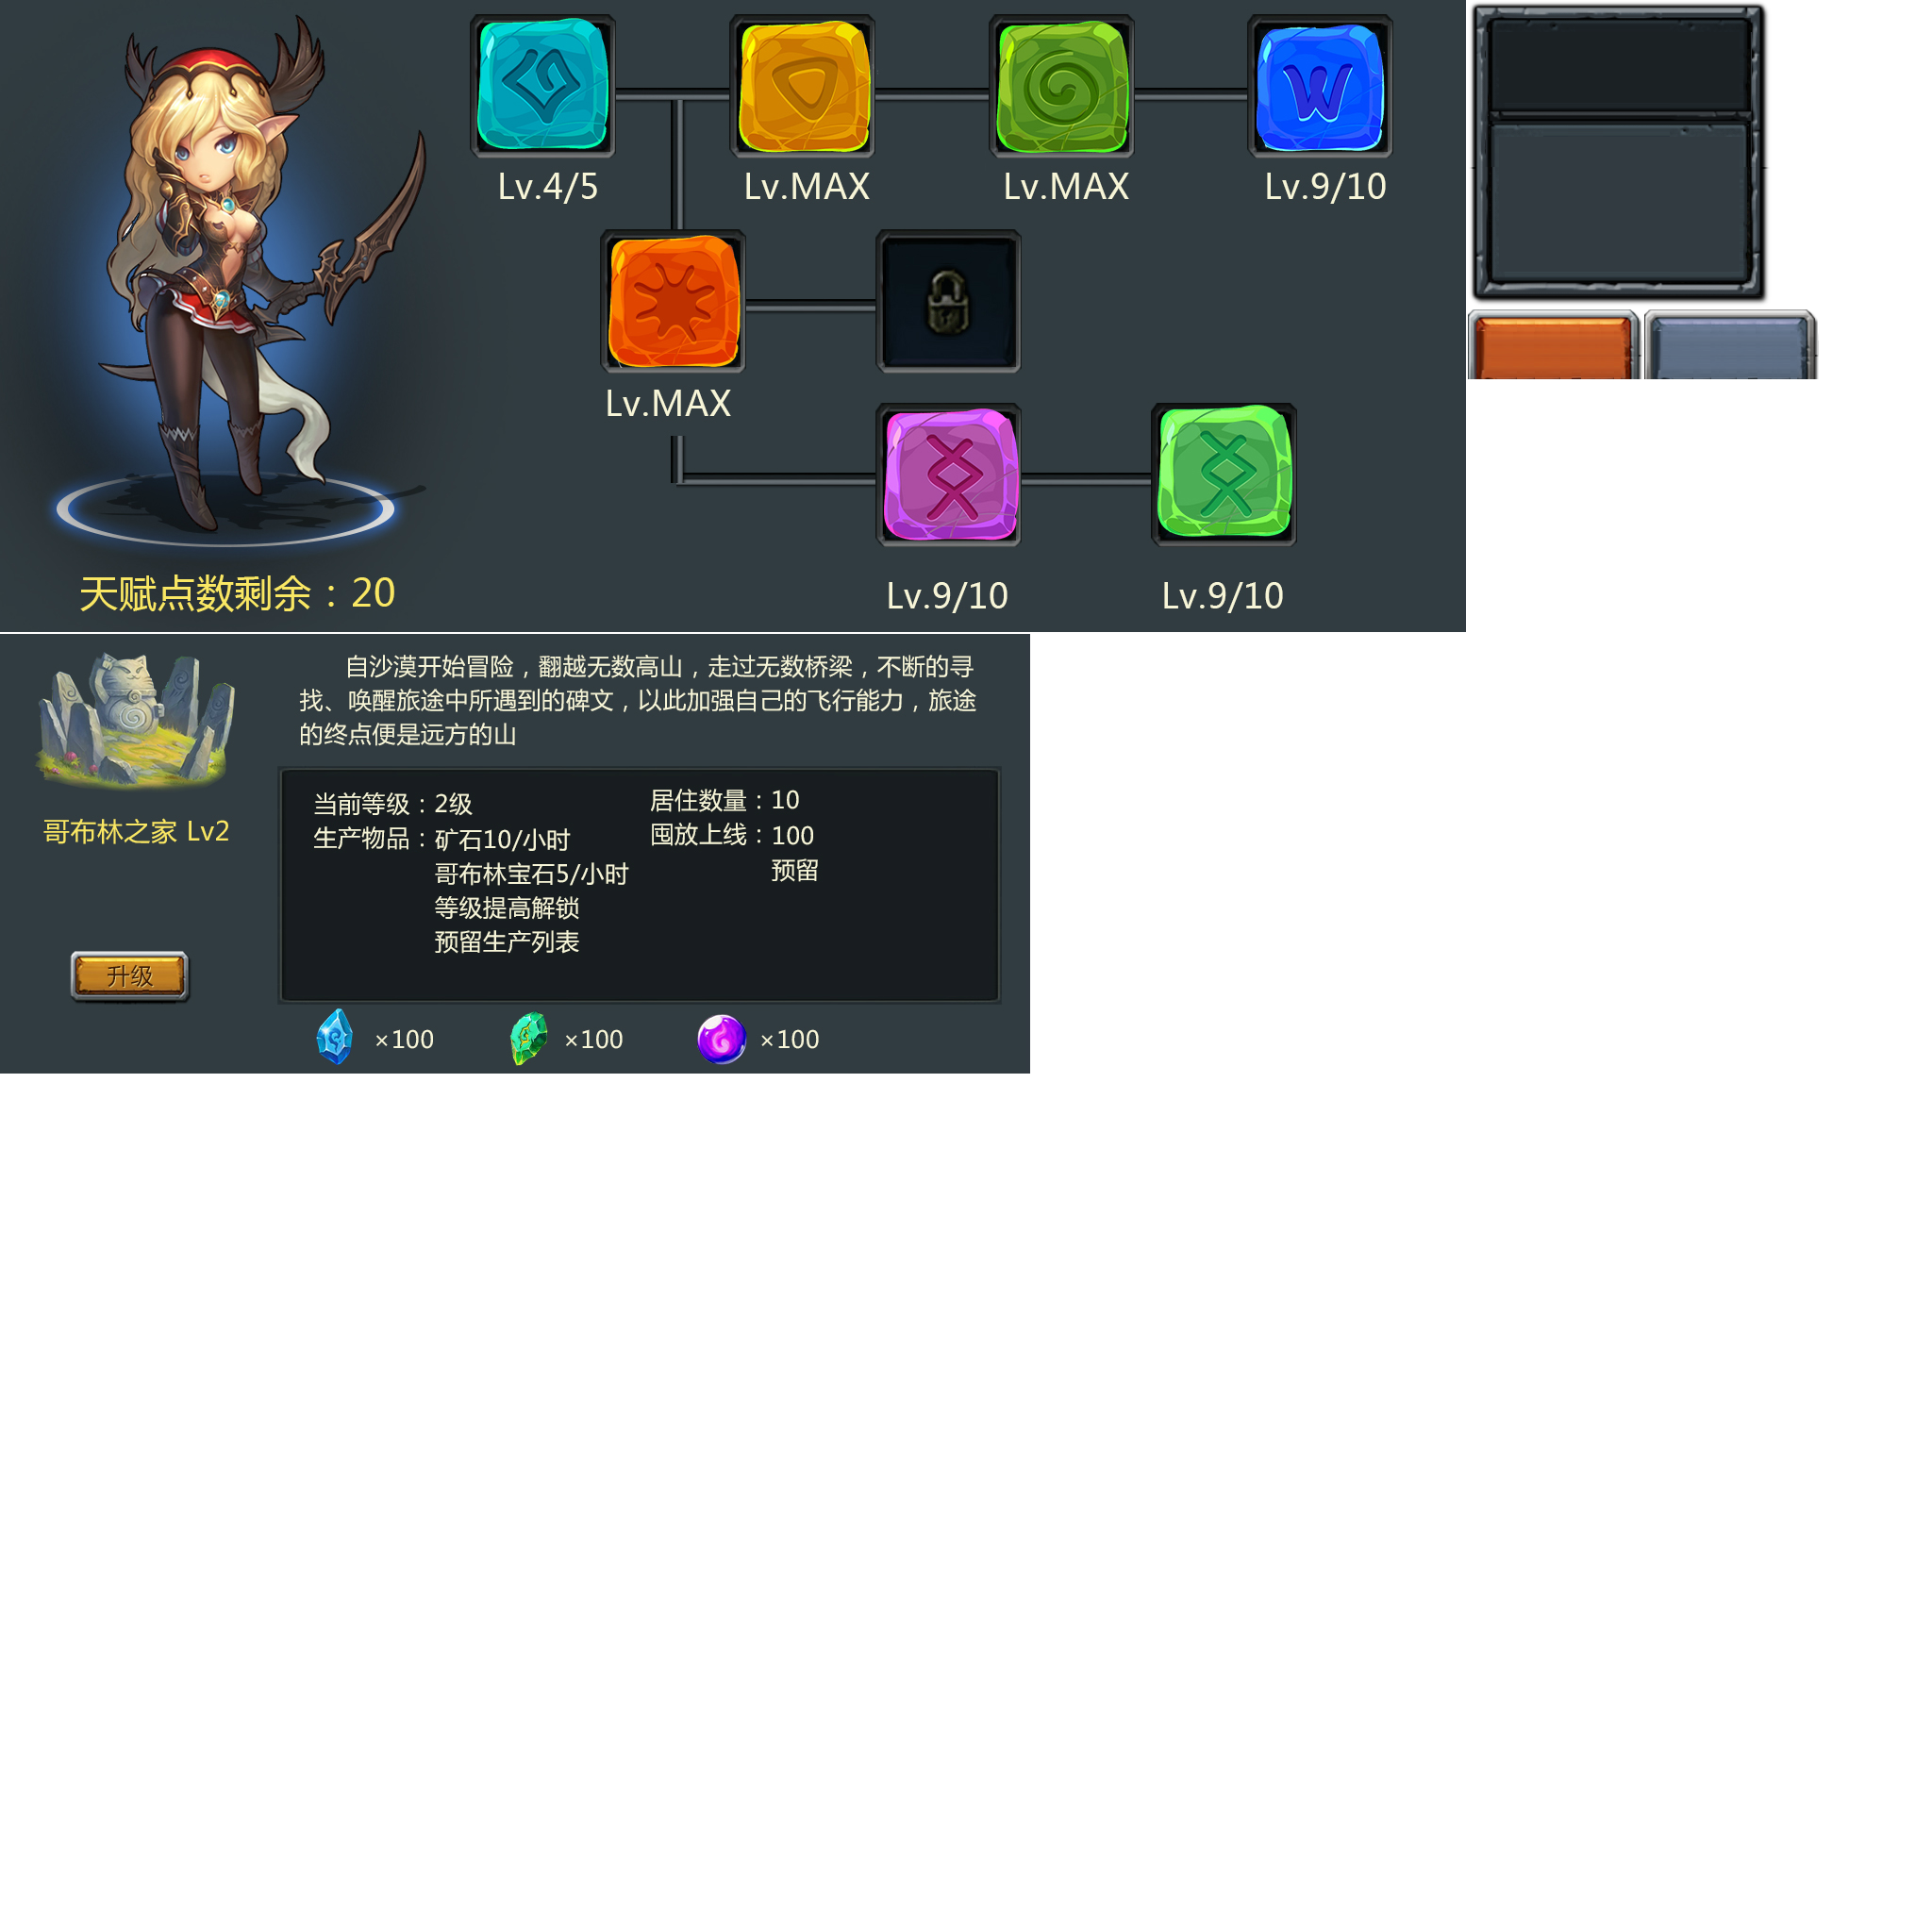 Lv.4/5
Lv.MAX
Lv.MAX
Lv.9/10
Lv.MAX
Lv.9/10
Lv.9/10
天赋点数剩余：20
自沙漠开始冒险，翻越无数高山，走过无数桥梁，不断的寻
找、唤醒旅途中所遇到的碑文，以此加强自己的飞行能力，旅途
的终点便是远方的山
哥布林之家 Lv2
当前等级：2级
生产物品：矿石10/小时
哥布林宝石5/小时
等级提高解锁
预留生产列表
居住数量：10
囤放上线：100
预留
升级
×100
×100
×100